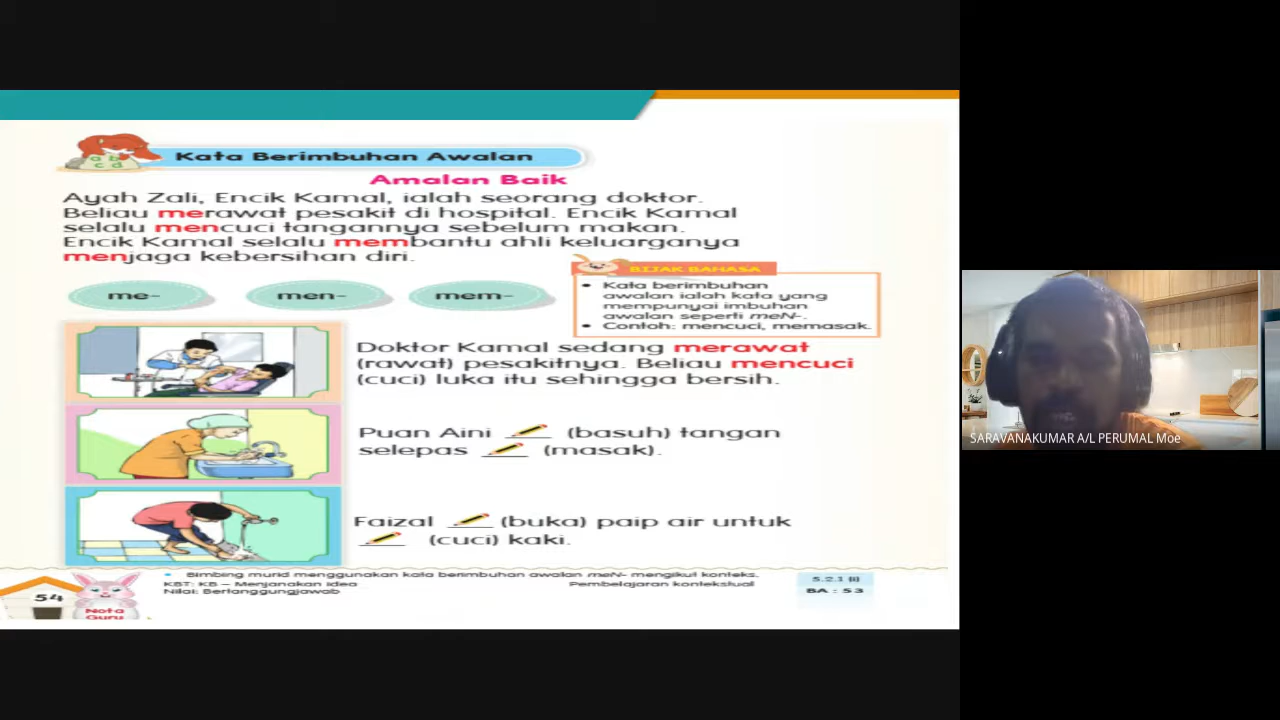 Kata Berimbuhan Awalan
Amalan Baik
Ayah Zali, Encik Kamal, ialah seorang doktor.
Beliau merawat pesakit di hospital. Encik Kamal
selalu mencuci tangannya sebelum makan.
Encik Kamal selalu membantu ahli keluarganya
menjaga kebersihan diri.
me-
men-
mem-
BIJAK BAHASA
• Kata berimbuhan
awalan ialah kata yang
mempunyai imbuhan
awalan seperti meN-.
• Contoh: mencuci, memasak.
Doktor Kamal sedang merawat
(rawat) pesakitnya. Beliau mencuci
(cuci) luka itu sehingga bersih.
Puan Aini ____ (basuh) tangan
selepas ____ (masak).
Faizal ____ (buka) paip air untuk
____ (cuci) kaki.
• Bimbing murid menggunakan kata berimbuhan awalan meN- mengikut konteks.
KBT: KB – Menjanakan idea
Pembelajaran kontekstual
Nilai: Bertanggungjawab
5.2.1 (i)
BA : 53
54
Nota
Guru
a b
c d
SARAVANAKUMAR A/L PERUMAL Moe